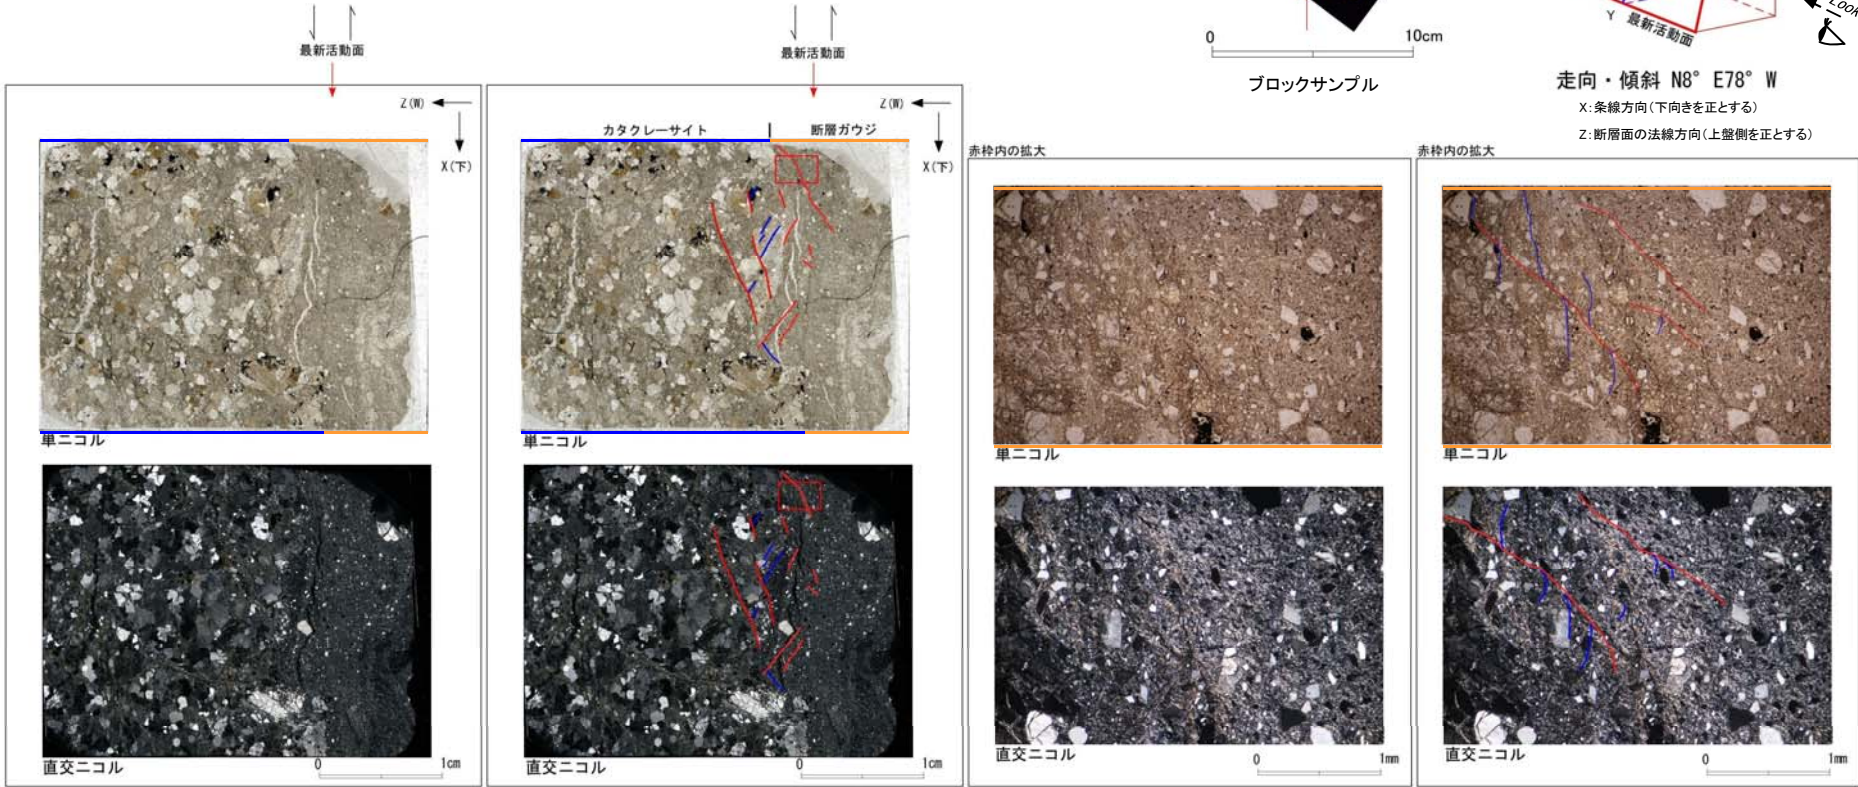 最新活動面
最新活動面
0 10cm
ブロックサンプル
Y 最新活動面
Look
走向・傾斜 N8° E78° W
X:条線方向(下向きを正とする)
Z:断層面の法線方向(上盤側を正とする)
Z(W)
X(下)
単ニコル
直交ニコル
0 1cm
Z(W)
カタクレーサイト 断層ガウジ
X(下)
単ニコル
直交ニコル
0 1cm
赤枠内の拡大
単ニコル
直交ニコル
0 1mm
赤枠内の拡大
単ニコル
直交ニコル
0 1mm